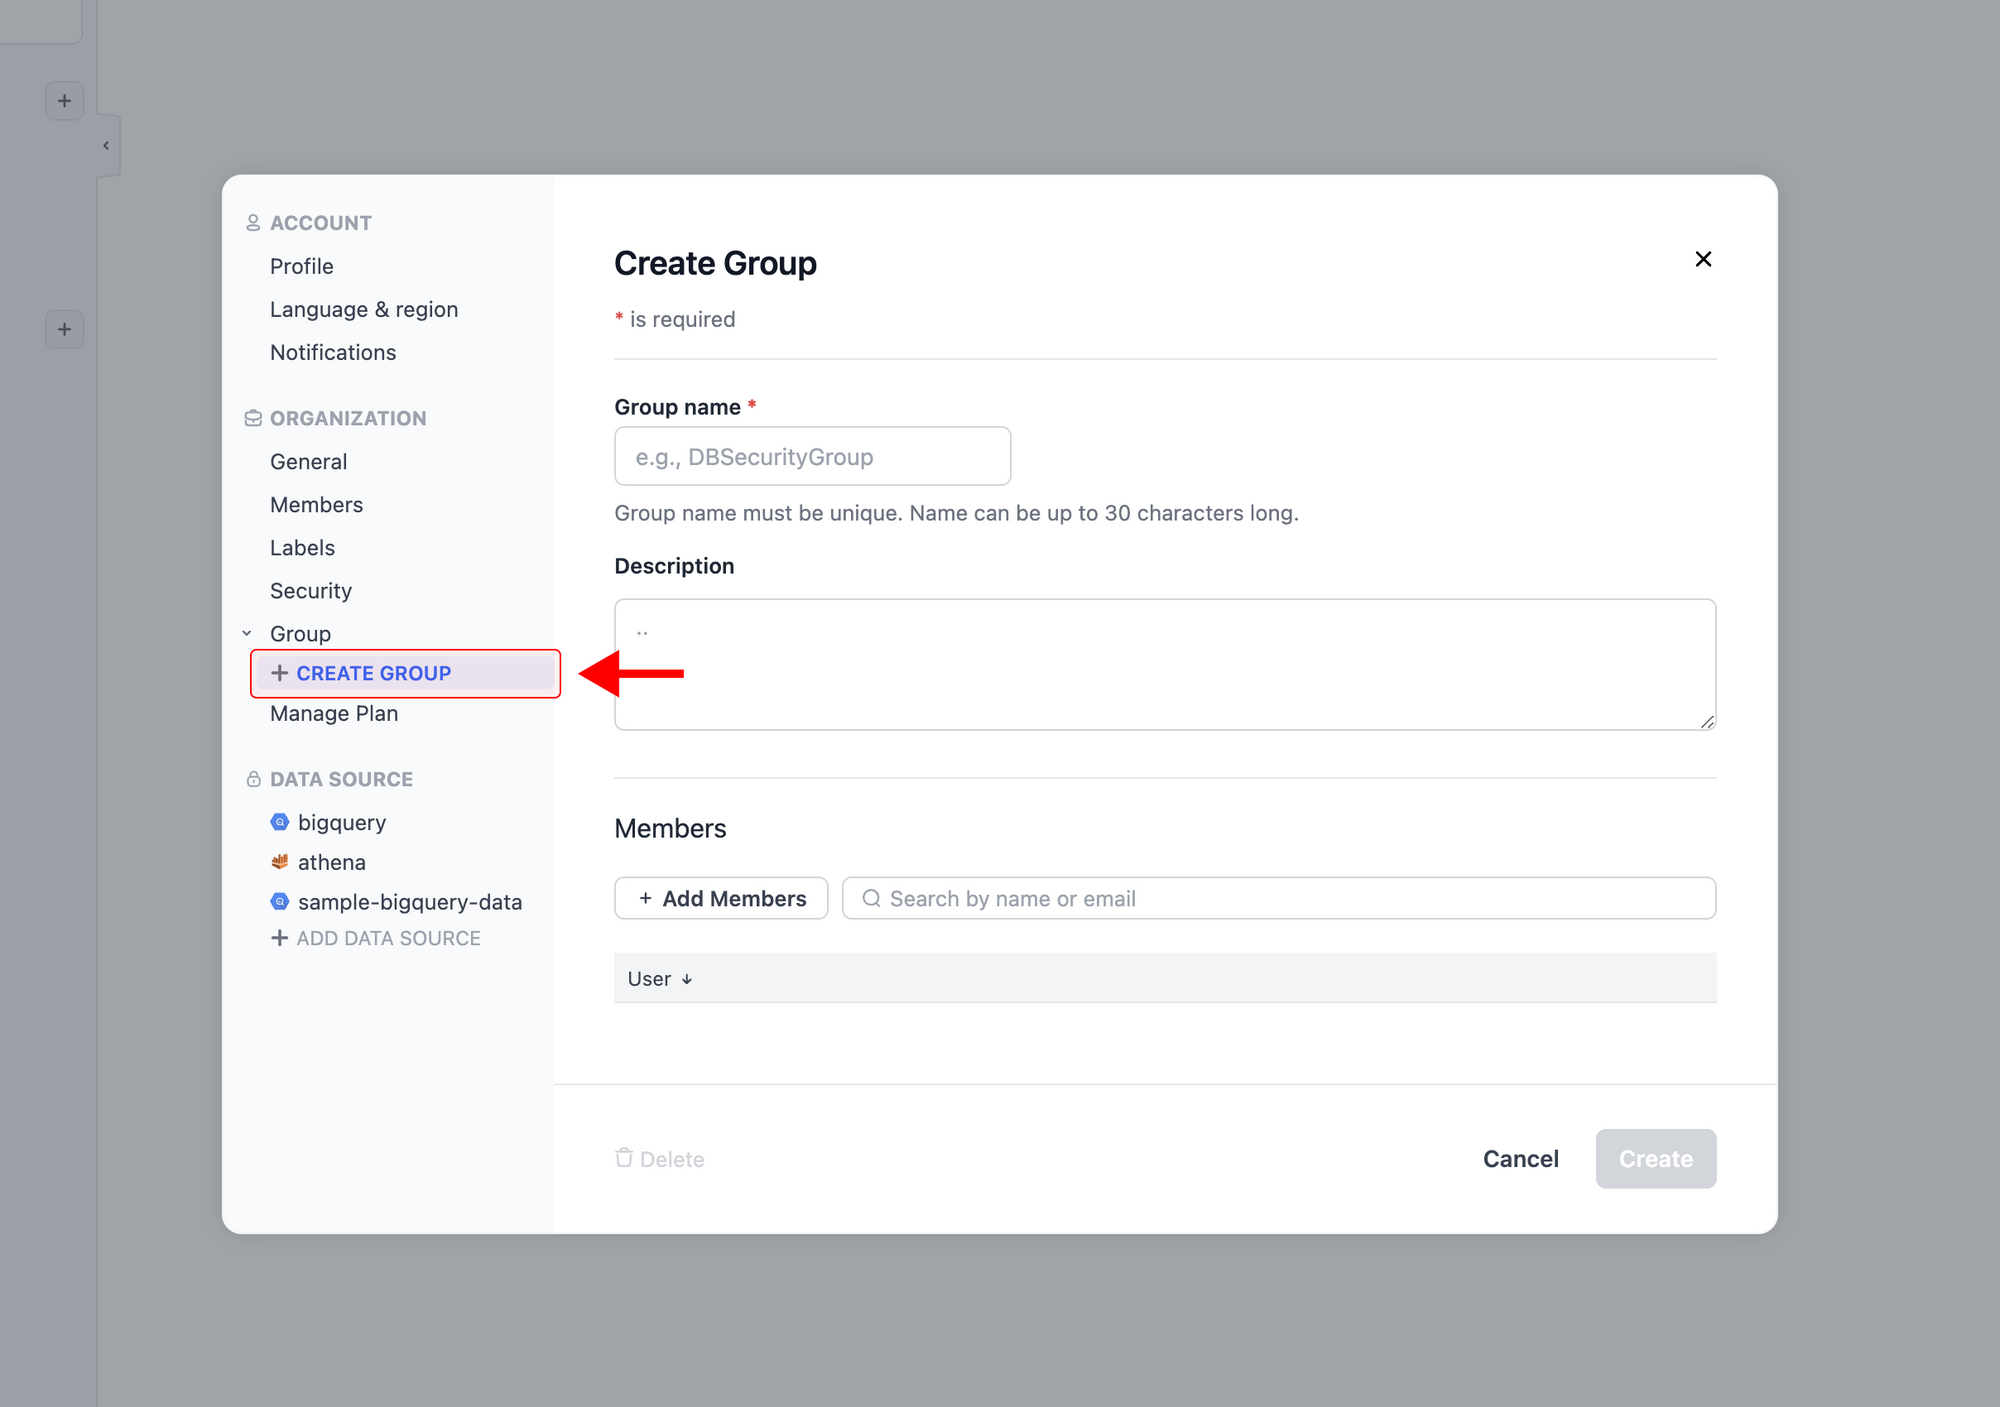 ACCOUNT
Profile
Language & region
Notifications
ORGANIZATION
General
Members
Labels
Security
Group
+ CREATE GROUP
Manage Plan
DATA SOURCE
bigquery
athena
sample-bigquery-data
+ ADD DATA SOURCE
Create Group
* is required
Group name *
e.g., DBSecurityGroup
Group name must be unique. Name can be up to 30 characters long.
Description
..
Members
+ Add Members
Search by name or email
User ↓
Delete
Cancel
Create